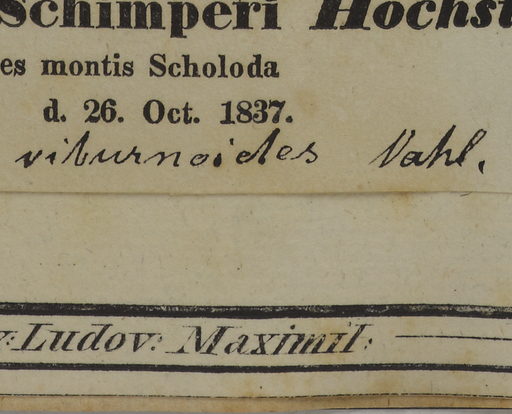 Schimperi Hochst
es montis Scholoda
d. 26. Oct. 1837.
viburnoides Vahl.
v: Ludov: Maximil: